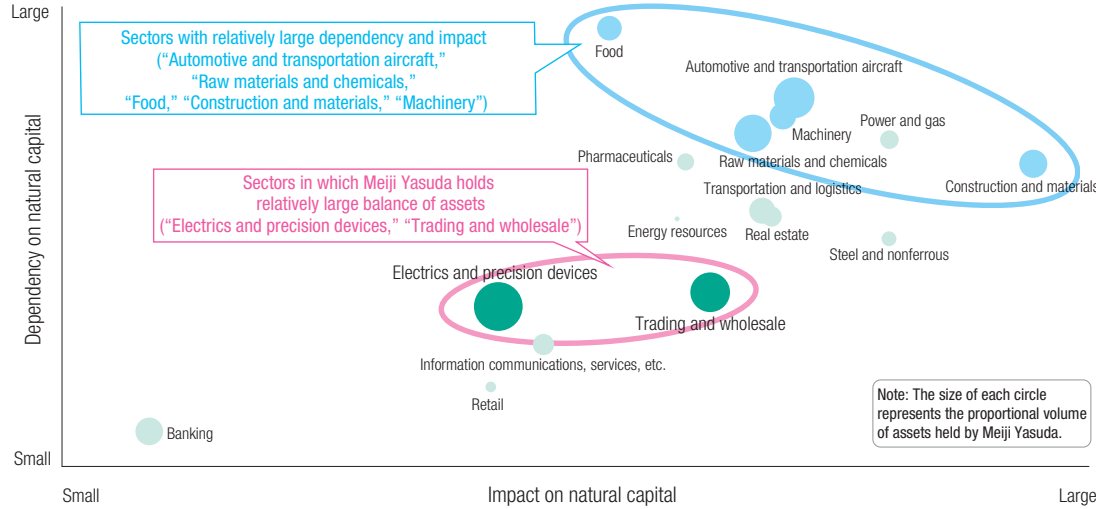 Large
Sectors with relatively large dependency and impact
(“Automotive and transportation aircraft,”
“Raw materials and chemicals,”
“Food,” “Construction and materials,” “Machinery”)
Food
Automotive and transportation aircraft
Machinery
Power and gas
Raw materials and chemicals
Pharmaceuticals
Construction and materials
Sectors in which Meiji Yasuda holds
relatively large balance of assets
(“Electrics and precision devices,” “Trading and wholesale”)
Transportation and logistics
Energy resources
Real estate
Steel and nonferrous
Electrics and precision devices
Trading and wholesale
Information communications, services, etc.
Retail
Banking
Note: The size of each circle
represents the proportional volume
of assets held by Meiji Yasuda.
Dependency on natural capital
Small
Small
Impact on natural capital
Large